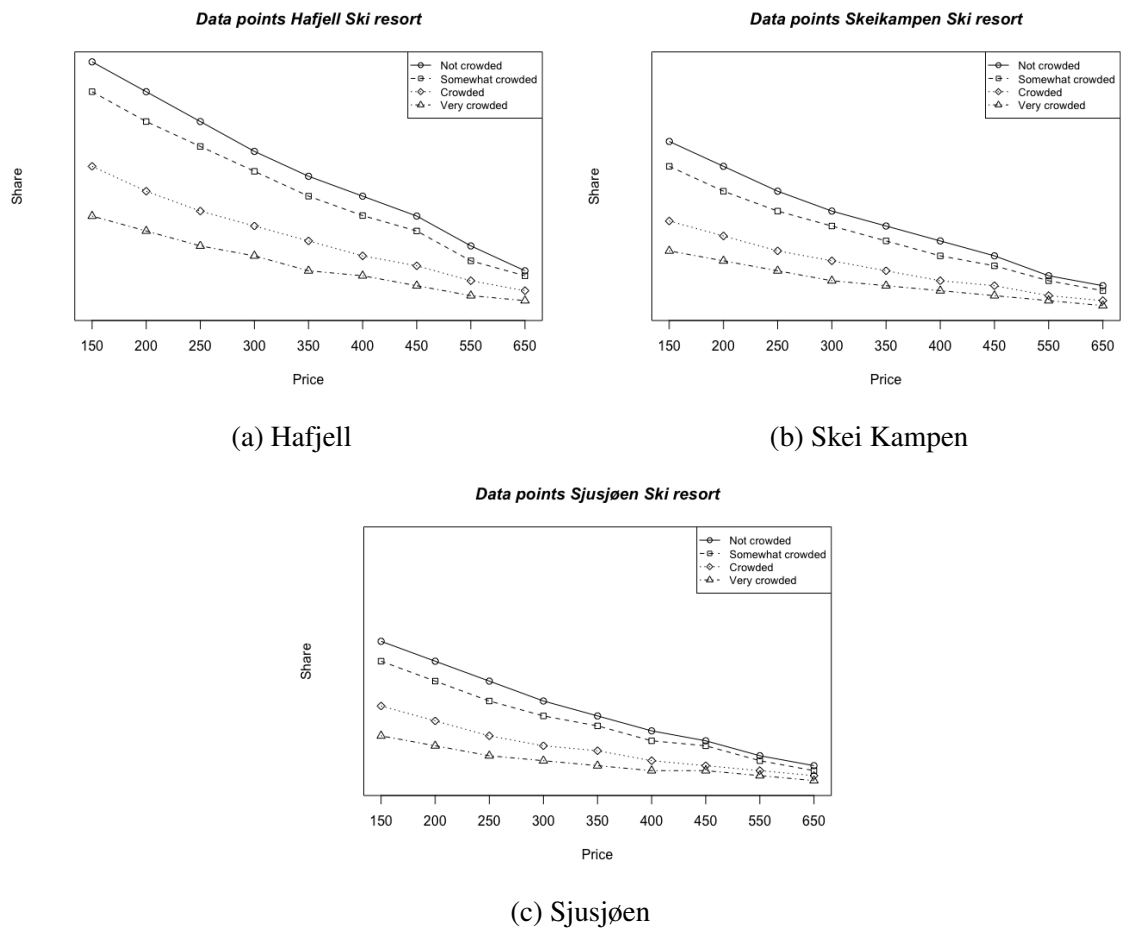 Data points Hafjell Ski resort
Share
Not crowded
Somewhat crowded
Crowded
Very crowded
150 200 250 300 350 400 450 550 650
Price
(a) Hafjell
Data points Skeikampen Ski resort
Share
Not crowded
Somewhat crowded
Crowded
Very crowded
150 200 250 300 350 400 450 550 650
Price
(b) Skei Kampen
Data points Sjusjøen Ski resort
Share
Not crowded
Somewhat crowded
Crowded
Very crowded
150 200 250 300 350 400 450 550 650
Price
(c) Sjusjøen